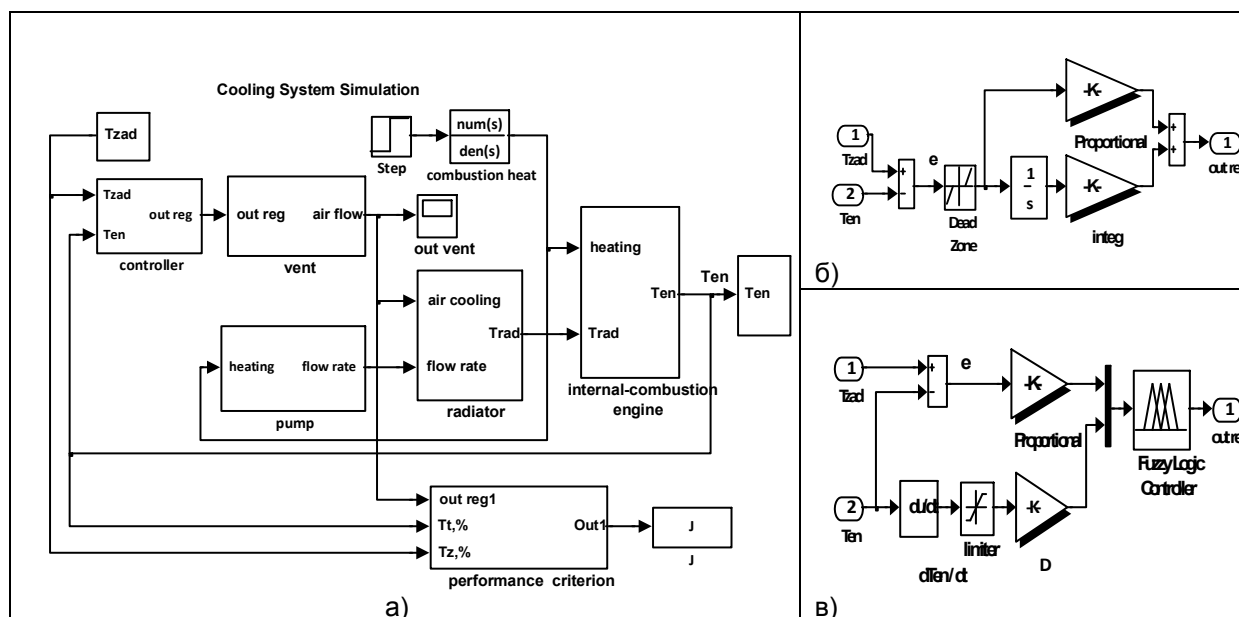 Cooling System Simulation
Tzad
Step
num(s)
den(s)
combustion heat
Tzad
out reg
Ten
controller
out reg
air flow
vent
out vent
heating
Ten
Trad
internal-combustion
engine
Ten
Ten
air cooling
Trad
flow rate
radiator
heating
flow rate
pump
out reg1
Tt,%
Tz,%
Out1
performance criterion
J
J
а)
1
Tzad
2
Ten
+
-
e
Dead
Zone
1
s
-K-
Proportional
-K-
integ
+
+
1
out re
б)
1
Tzad
2
Ten
+
-
e
-K-
Proportional
du/dt
dTen/dt
limiter
-K-
D
Fuzzy Logic
Controller
1
out re
в)